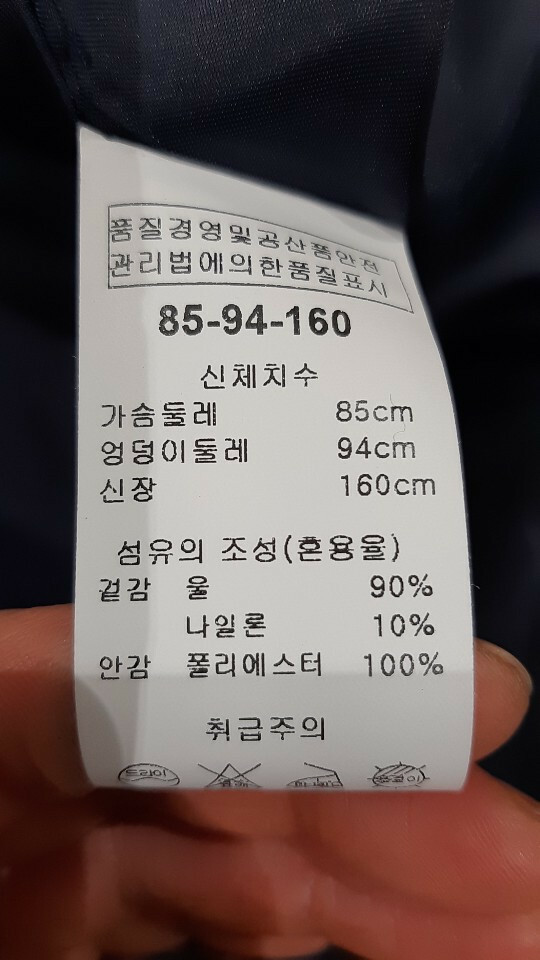 품질경영및공산품안전
관리법에의한품질표시
85-94-160
신체치수
가슴둘레 85cm
엉덩이둘레 94cm
신장 160cm
섬유의 조성(혼용율)
겉감 울 90%
나일론 10%
안감 폴리에스터 100%
취급주의
드라이